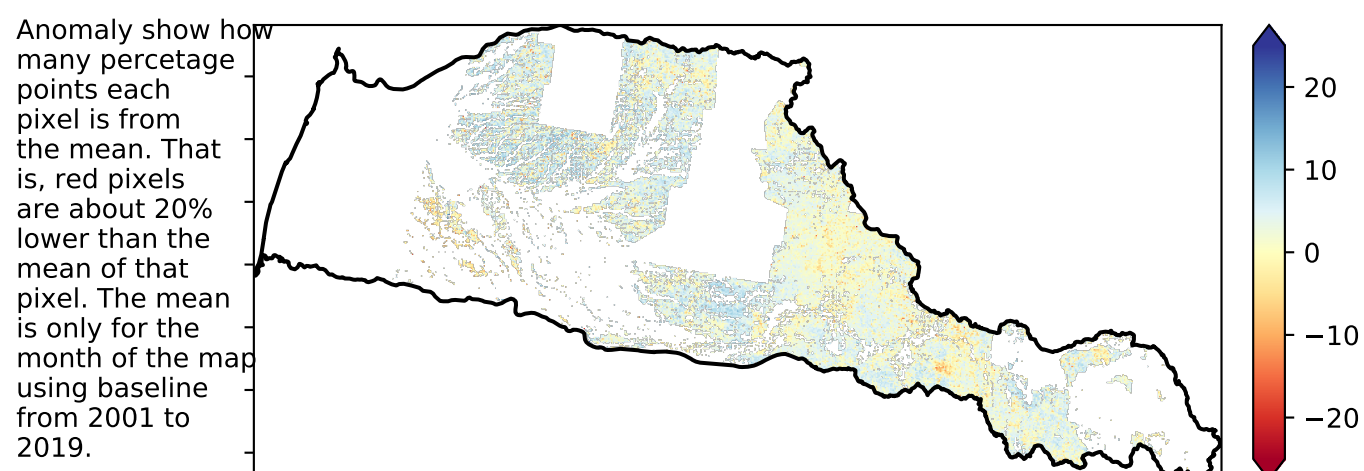 Anomaly show how
many percetage
points each
pixel is from
the mean. That
is, red pixels
are about 20%
lower than the
mean of that
pixel. The mean
is only for the
month of the map
using baseline
from 2001 to
2019.
20
10
0
−10
−20